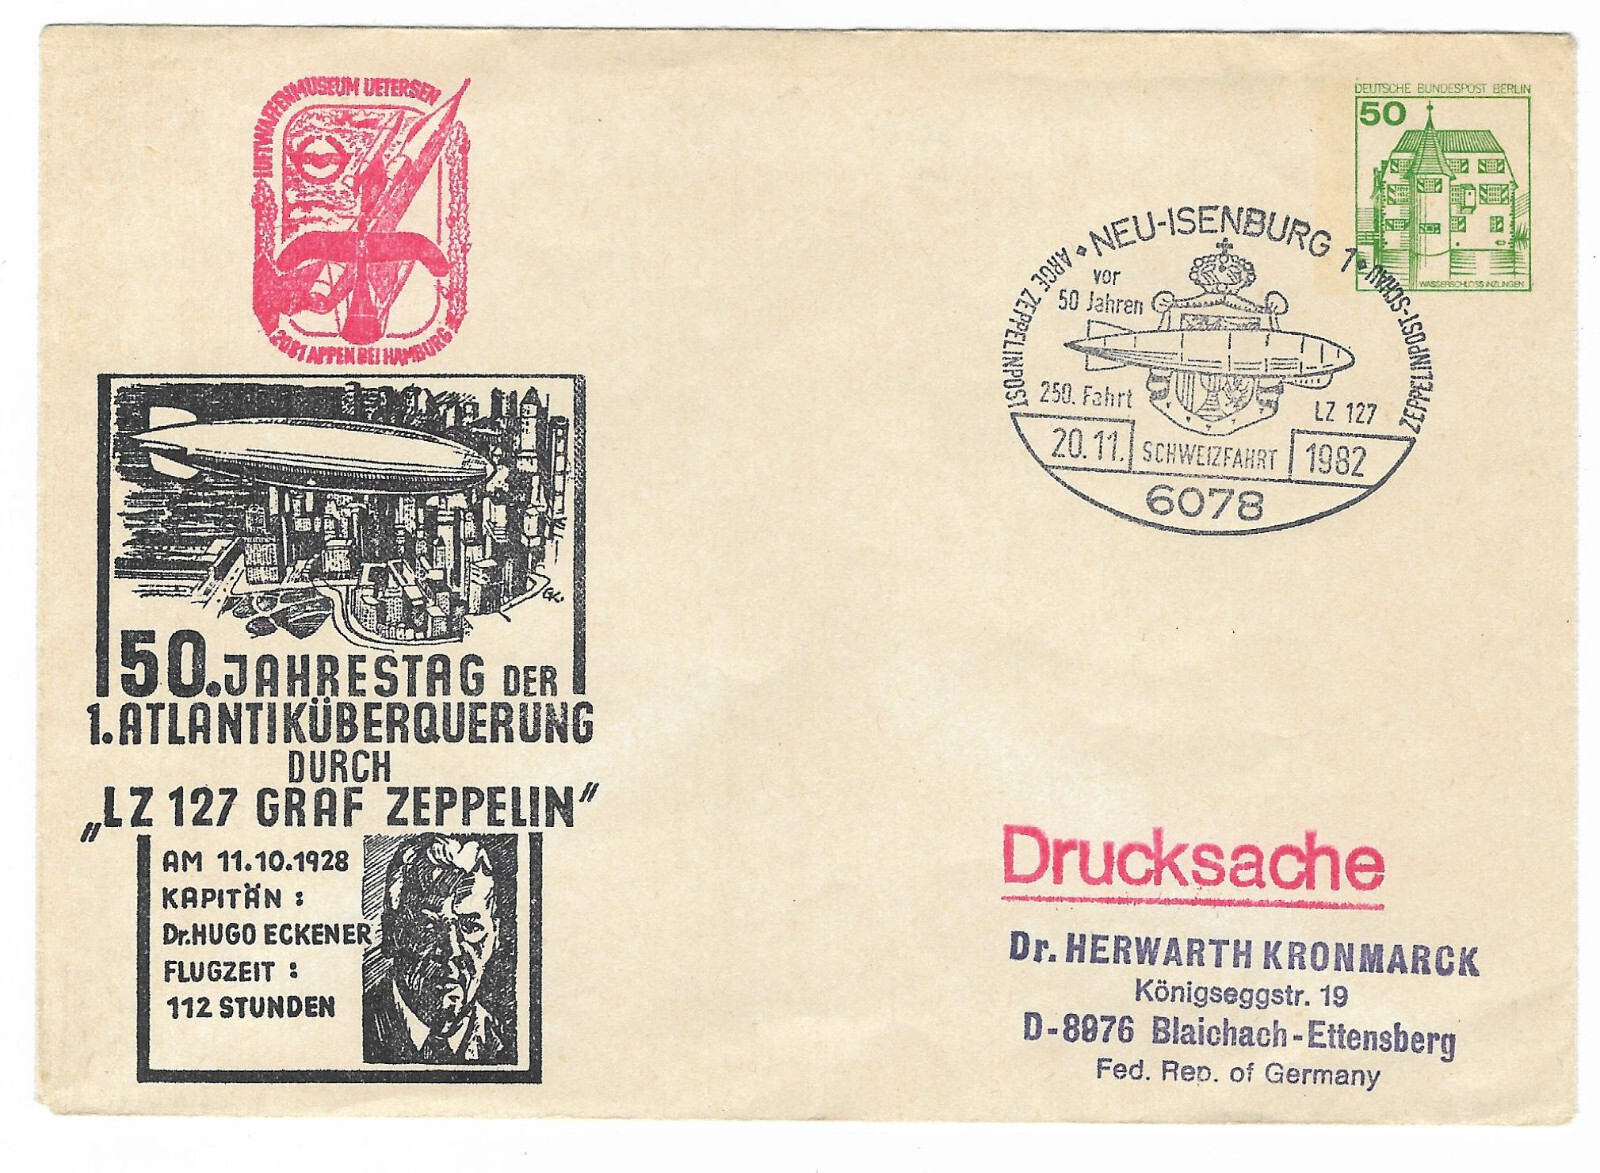 LUFTWAFFENMUSEUM UETERSEN
2081 APPEN BEI HAMBURG
DEUTSCHE BUNDESPOST BERLIN
50
WASSERSCHLOSS INZLINGEN
NEU-ISENBURG 1
ARGE ZEPPELINPOST
ZEPPELINPOST-SCHAU
vor
50 Jahren
250. Fahrt
LZ 127
20.11. SCHWEIZFAHRT 1982
6078
50. JAHRESTAG DER
1. ATLANTIKÜBERQUERUNG
DURCH
„LZ 127 GRAF ZEPPELIN"
AM 11.10.1928
KAPITÄN :
Dr. HUGO ECKENER
FLUGZEIT :
112 STUNDEN
Drucksache
Dr. HERWARTH KRONMARCK
Königseggstr. 19
D-8976 Blaichach-Ettensberg
Fed. Rep. of Germany